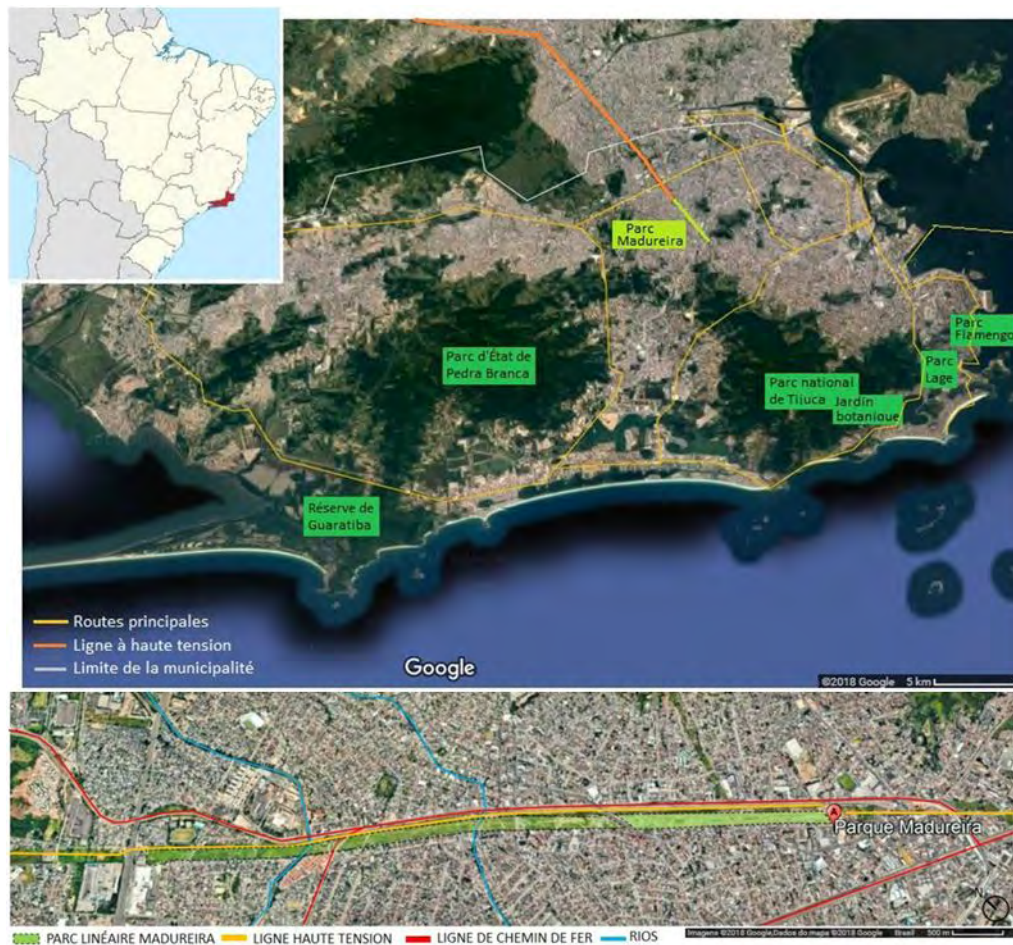 Parc
Madureira
Parc
Flamengo
Parc d'État de
Pedra Branca
Parc
Lage
Parc national
de Tijuca
Jardin
botanique
Réserve de
Guaratiba
Routes principales
Ligne à haute tension
Limite de la municipalité
Google
©2018 Google 5 km
A
Parque Madureira
N
PARC LINÉAIRE MADUREIRA LIGNE HAUTE TENSION LIGNE DE CHEMIN DE FER RIOS
Imagens ©2018 Google,Dados do mapa ©2018 Google Brasil 500 m